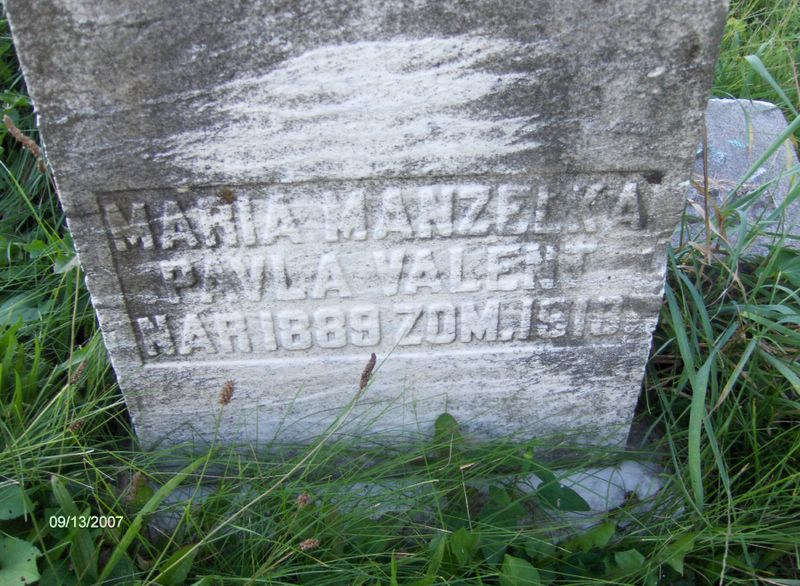 MARIA MANZELKA
PAVLA VALENT
NAR 1889 ZOM. 1918.
09/13/2007